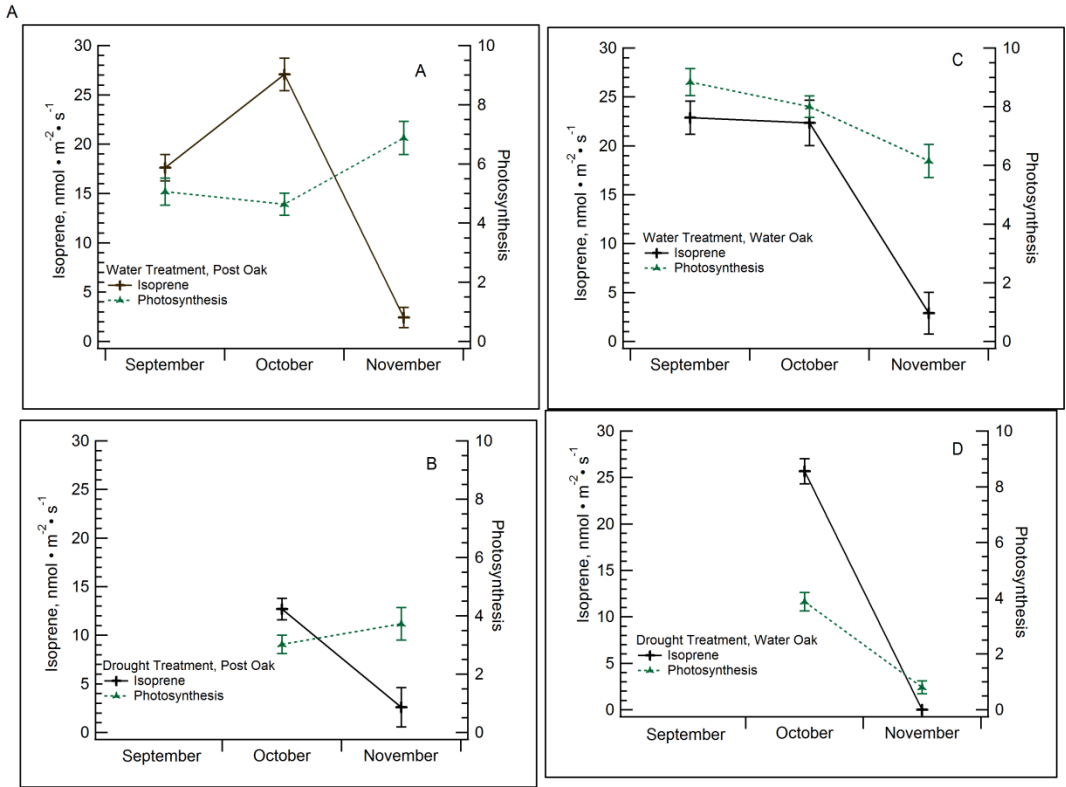 A
A
30
25
20
15
10
5
0
Isoprene, nmol • m⁻² • s⁻¹
10
8
6
4
2
0
Photosynthesis
Water Treatment, Post Oak
Isoprene
Photosynthesis
September October November
C
30
25
20
15
10
5
0
Isoprene, nmol • m⁻² • s⁻¹
10
8
6
4
2
0
Photosynthesis
Water Treatment, Water Oak
Isoprene
Photosynthesis
September October November
B
30
25
20
15
10
5
0
Isoprene, nmol • m⁻² • s⁻¹
10
8
6
4
2
0
Photosynthesis
Drought Treatment, Post Oak
Isoprene
Photosynthesis
September October November
D
30
25
20
15
10
5
0
Isoprene, nmol • m⁻² • s⁻¹
10
8
6
4
2
0
Photosynthesis
Drought Treatment, Water Oak
Isoprene
Photosynthesis
September October November